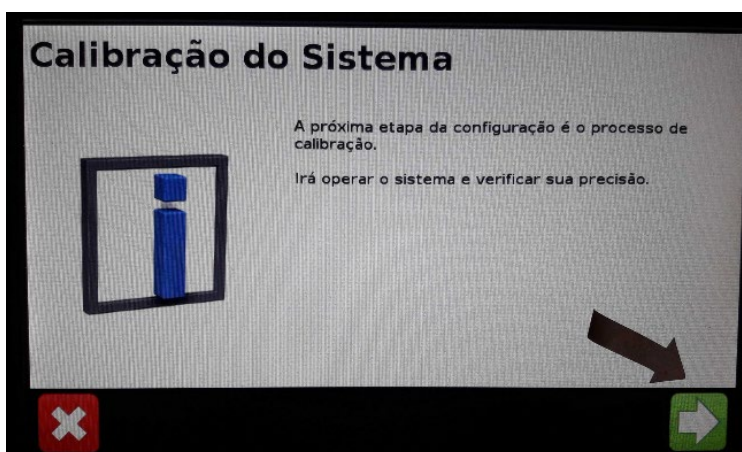 Calibração do Sistema
A próxima etapa da configuração é o processo de
calibração.
Irá operar o sistema e verificar sua precisão.